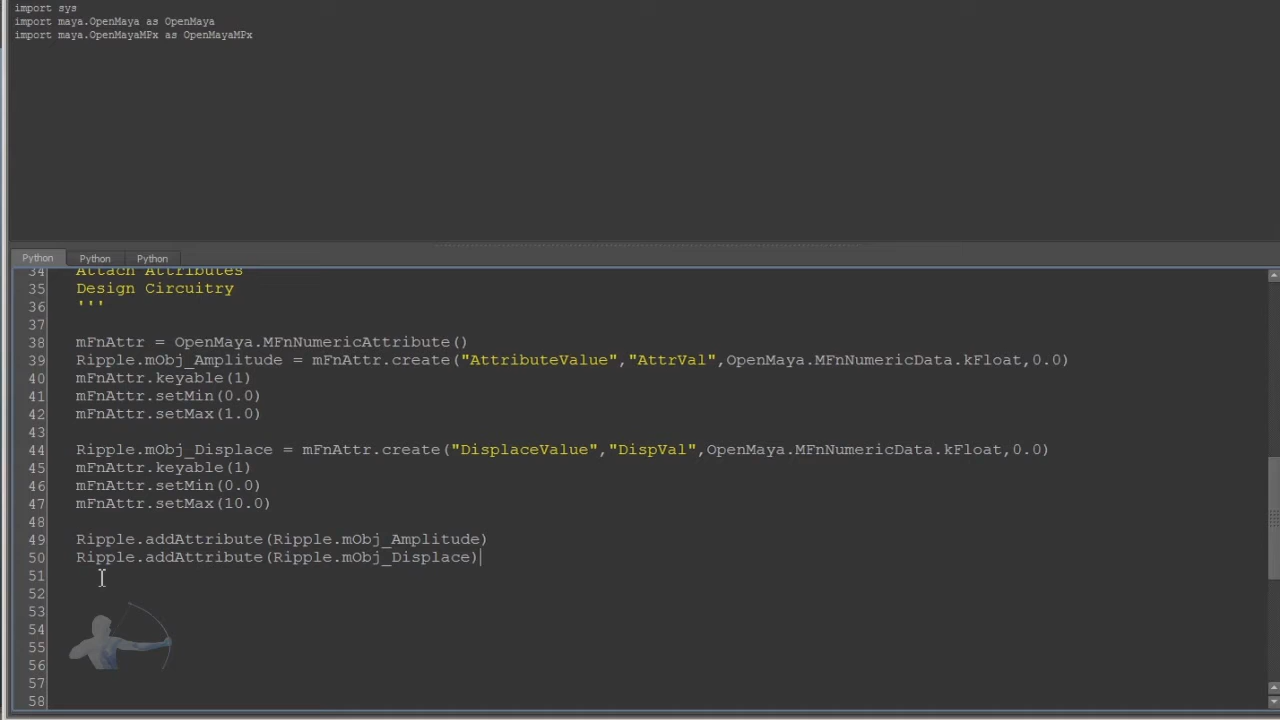 import sys
import maya.OpenMaya as OpenMaya
import maya.OpenMayaMPx as OpenMayaMPx
Python Python Python
34 Attach Attributes
35 Design Circuitry
36 '''
37
38 mFnAttr = OpenMaya.MFnNumericAttribute()
39 Ripple.mObj_Amplitude = mFnAttr.create("AttributeValue","AttrVal",OpenMaya.MFnNumericData.kFloat,0.0)
40 mFnAttr.keyable(1)
41 mFnAttr.setMin(0.0)
42 mFnAttr.setMax(1.0)
43
44 Ripple.mObj_Displace = mFnAttr.create("DisplaceValue","DispVal",OpenMaya.MFnNumericData.kFloat,0.0)
45 mFnAttr.keyable(1)
46 mFnAttr.setMin(0.0)
47 mFnAttr.setMax(10.0)
48
49 Ripple.addAttribute(Ripple.mObj_Amplitude)
50 Ripple.addAttribute(Ripple.mObj_Displace)
51
52
53
54
55
56
57
58